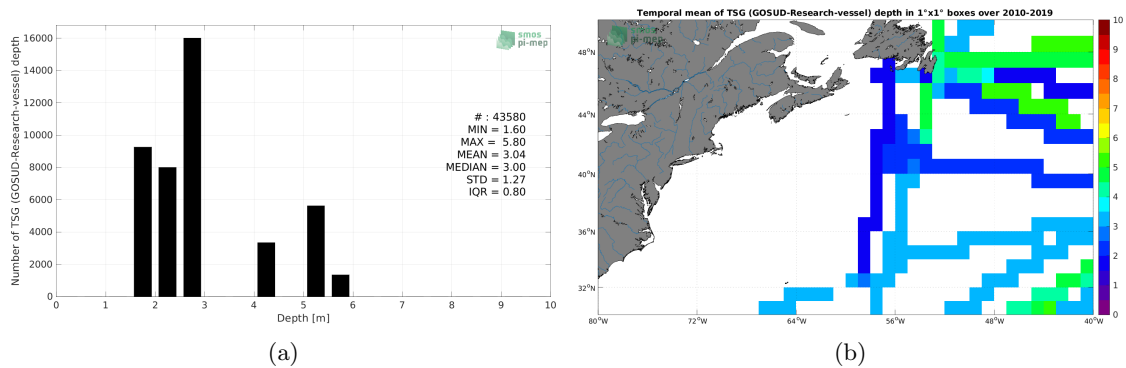 smos
pi-mep
Number of TSG (GOSUD-Research-vessel) depth
16000
14000
12000
10000
8000
6000
4000
2000
0
# : 43580
MIN = 1.60
MAX = 5.80
MEAN = 3.04
MEDIAN = 3.00
STD = 1.27
IQR = 0.80
0 1 2 3 4 5 6 7 8 9 10
Depth [m]
(a)
Temporal mean of TSG (GOSUD-Research-vessel) depth in 1°x1° boxes over 2010-2019
smos
pi-mep
48°N
44°N
40°N
36°N
32°N
80°W 72°W 64°W 56°W 48°W 40°W
10
9
8
7
6
5
4
3
2
1
0
(b)